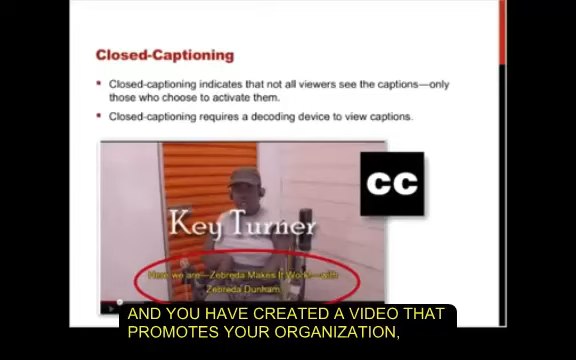 Closed-Captioning
Closed-captioning indicates that not all viewers see the captions—only
those who choose to activate them.
Closed-captioning requires a decoding device to view captions.
CC
Key Turner
Here we are—Zebreda Makes It Work!—with
Zebreda Dunham
AND YOU HAVE CREATED A VIDEO THAT
PROMOTES YOUR ORGANIZATION,